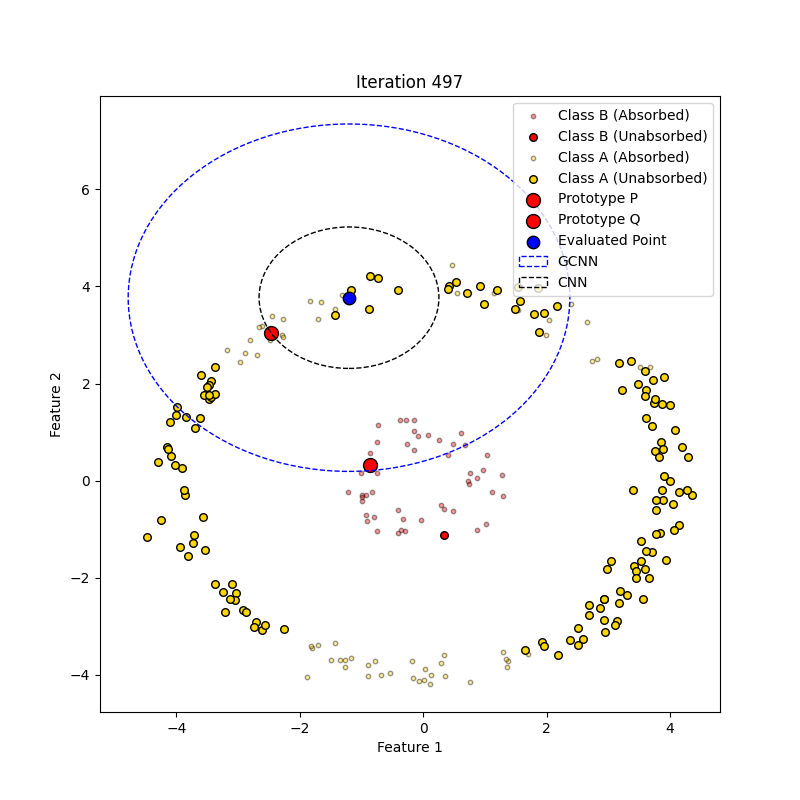 Iteration 497
Class B (Absorbed)
Class B (Unabsorbed)
Class A (Absorbed)
Class A (Unabsorbed)
Prototype P
Prototype Q
Evaluated Point
GCNN
CNN
Feature 2
6
4
2
0
−2
−4
−4
−2
0
2
4
Feature 1